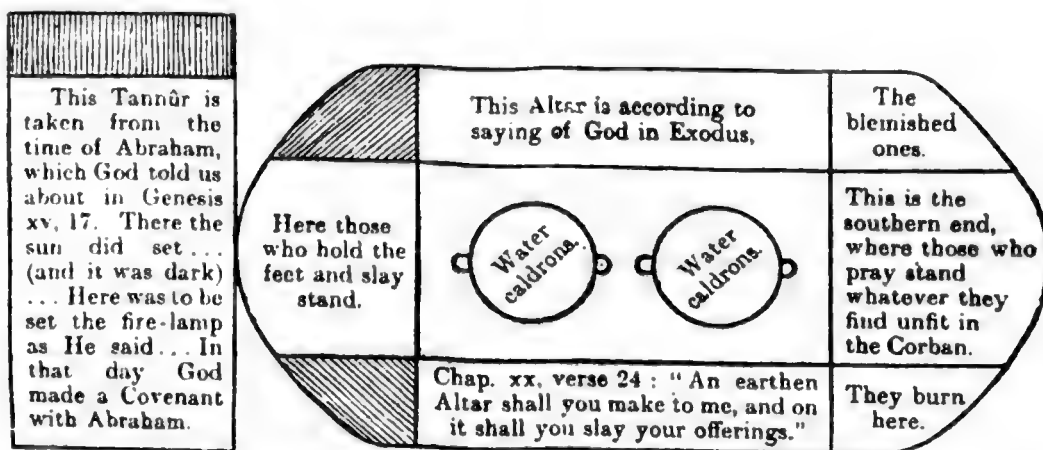 This Tannûr is
taken from the
time of Abraham,
which God told us
about in Genesis
xv, 17. There the
sun did set ...
(and it was dark)
... Here was to be
set the fire-lamp
as He said... In
that day God
made a Covenant
with Abraham.
Here those
who hold the
feet and slay
stand.
This Altar is according to
saying of God in Exodus,
Water
caldrons.
Water
caldrons.
Chap. xx, verse 24 : "An earthen
Altar shall you make to me, and on
it shall you slay your offerings."
The
blemished
ones.
This is the
southern end,
where those who
pray stand
whatever they
find unfit in
the Corban.
They burn
here.